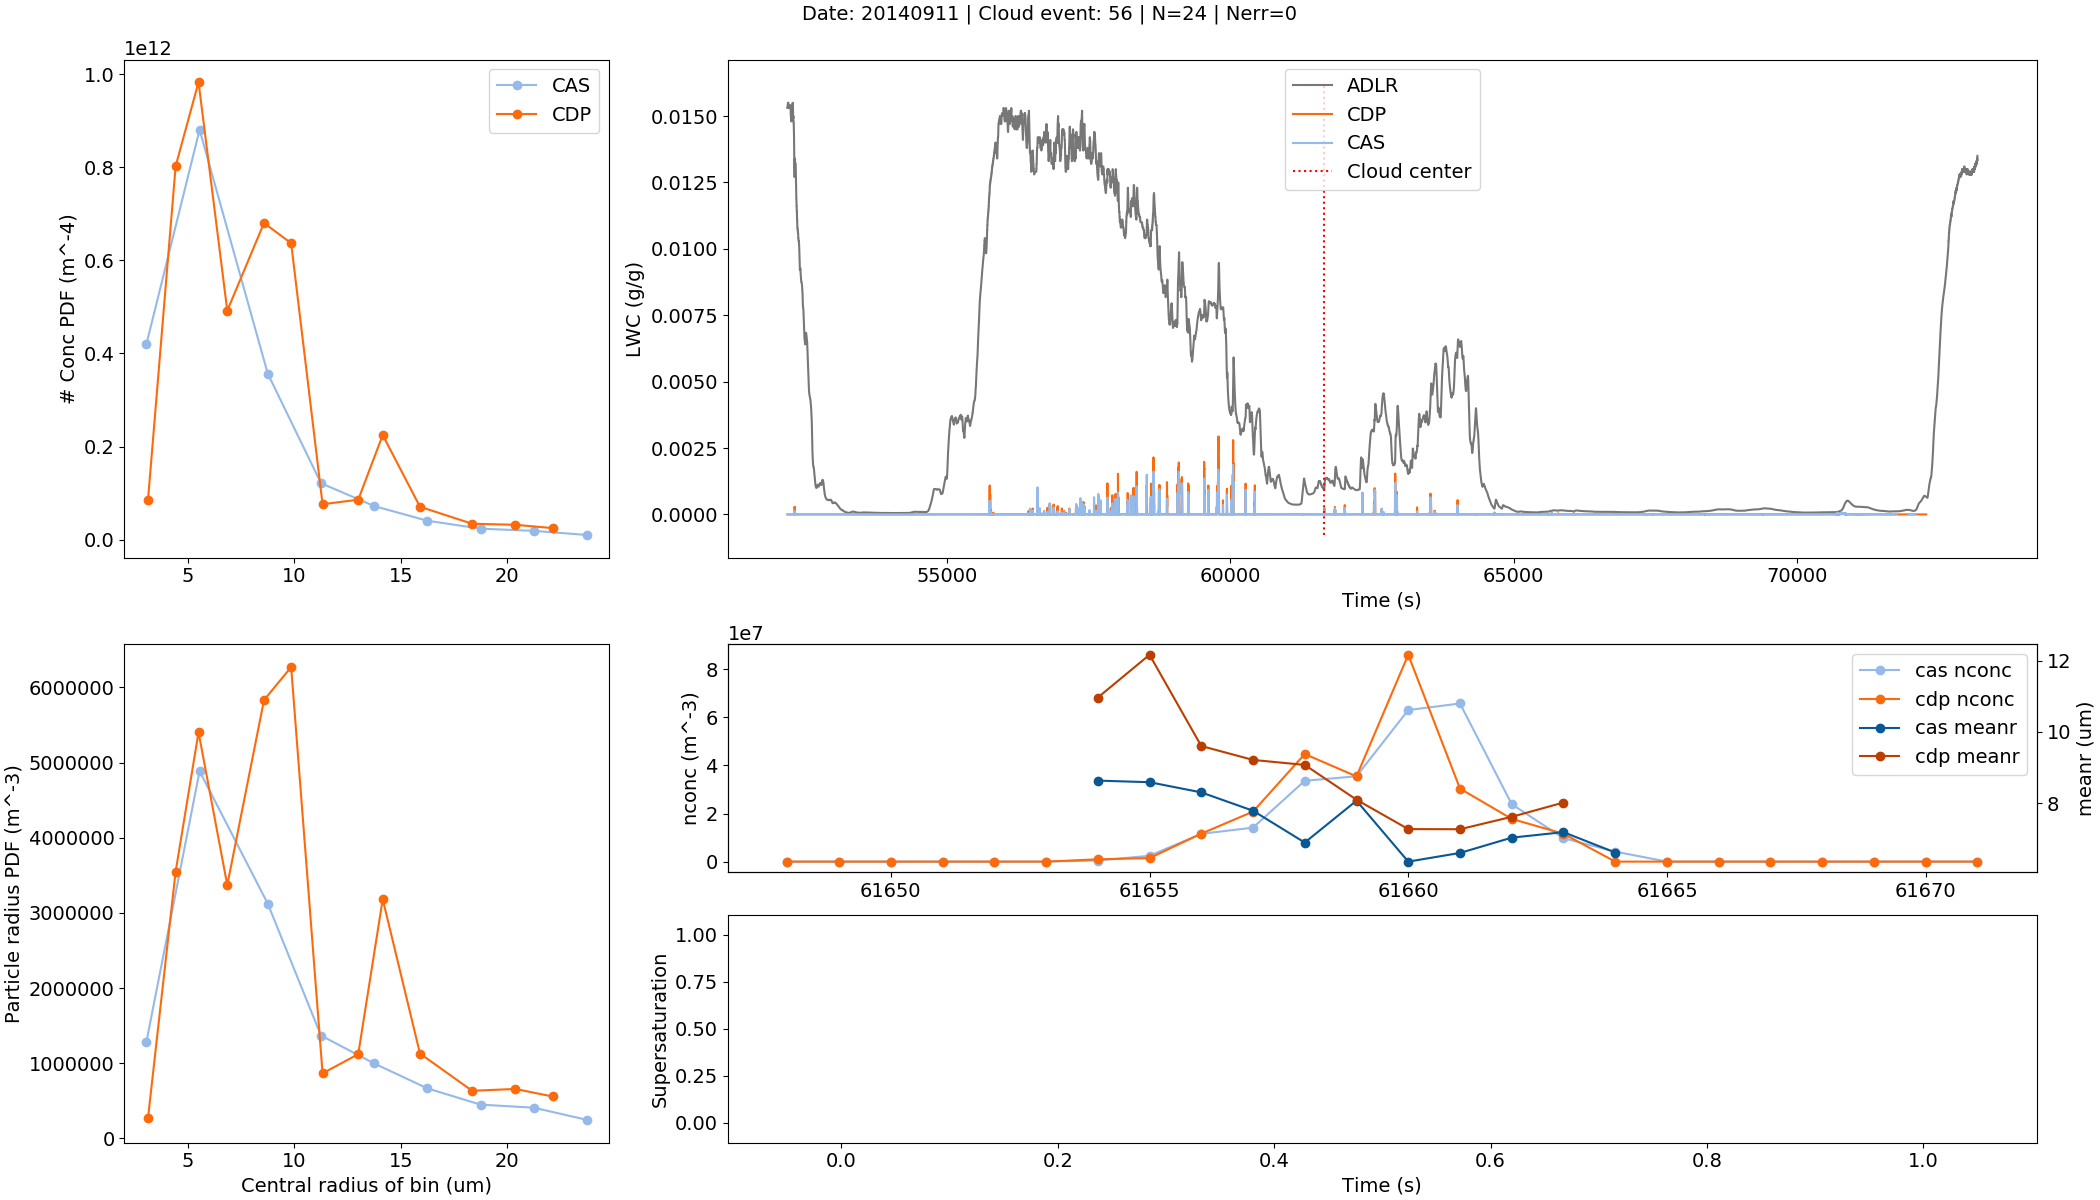 Date: 20140911 | Cloud event: 56 | N=24 | Nerr=0
1e12
1.0
0.8
0.6
0.4
0.2
0.0
# Conc PDF (m^-4)
5 10 15 20
CAS
CDP
0.0150
0.0125
0.0100
0.0075
0.0050
0.0025
0.0000
LWC (g/g)
ADLR
CDP
CAS
Cloud center
55000 60000 65000 70000
Time (s)
6000000
5000000
4000000
3000000
2000000
1000000
0
Particle radius PDF (m^-3)
5 10 15 20
Central radius of bin (um)
1e7
8
6
4
2
0
nconc (m^-3)
cas nconc
cdp nconc
cas meanr
cdp meanr
12
10
8
meanr (um)
61650 61655 61660 61665 61670
1.00
0.75
0.50
0.25
0.00
Supersaturation
0.0 0.2 0.4 0.6 0.8 1.0
Time (s)